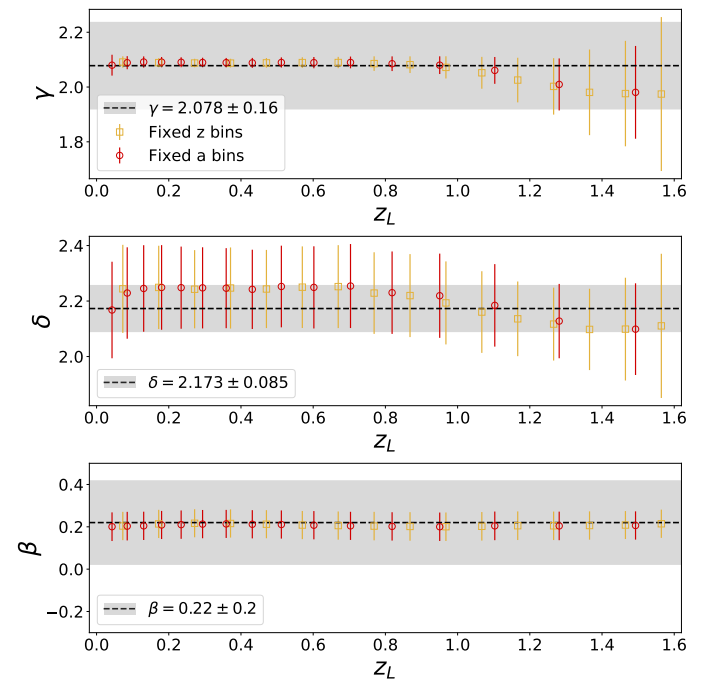 2.2
2.0
1.8
γ
γ = 2.078 ± 0.16
Fixed z bins
Fixed a bins
0.0 0.2 0.4 0.6 0.8 1.0 1.2 1.4 1.6
z_L
2.4
2.2
2.0
δ
δ = 2.173 ± 0.085
0.0 0.2 0.4 0.6 0.8 1.0 1.2 1.4 1.6
z_L
0.4
0.2
0.0
−0.2
β
β = 0.22 ± 0.2
0.0 0.2 0.4 0.6 0.8 1.0 1.2 1.4 1.6
z_L